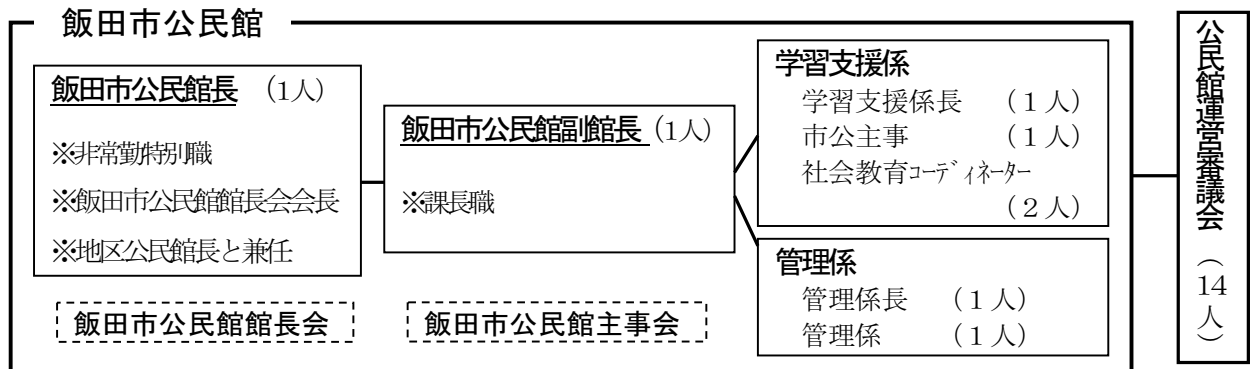 飯田市公民館
飯田市公民館長 (1人)
※非常勤特別職
※飯田市公民館館長会会長
※地区公民館長と兼任
飯田市公民館副館長 (1人)
※課長職
学習支援係
学習支援係長 (1人)
市公主事 (1人)
社会教育コーディネーター
(2人)
管理係
管理係長 (1人)
管理係 (1人)
飯田市公民館館長会
飯田市公民館主事会
公民館運営審議会 (14人)